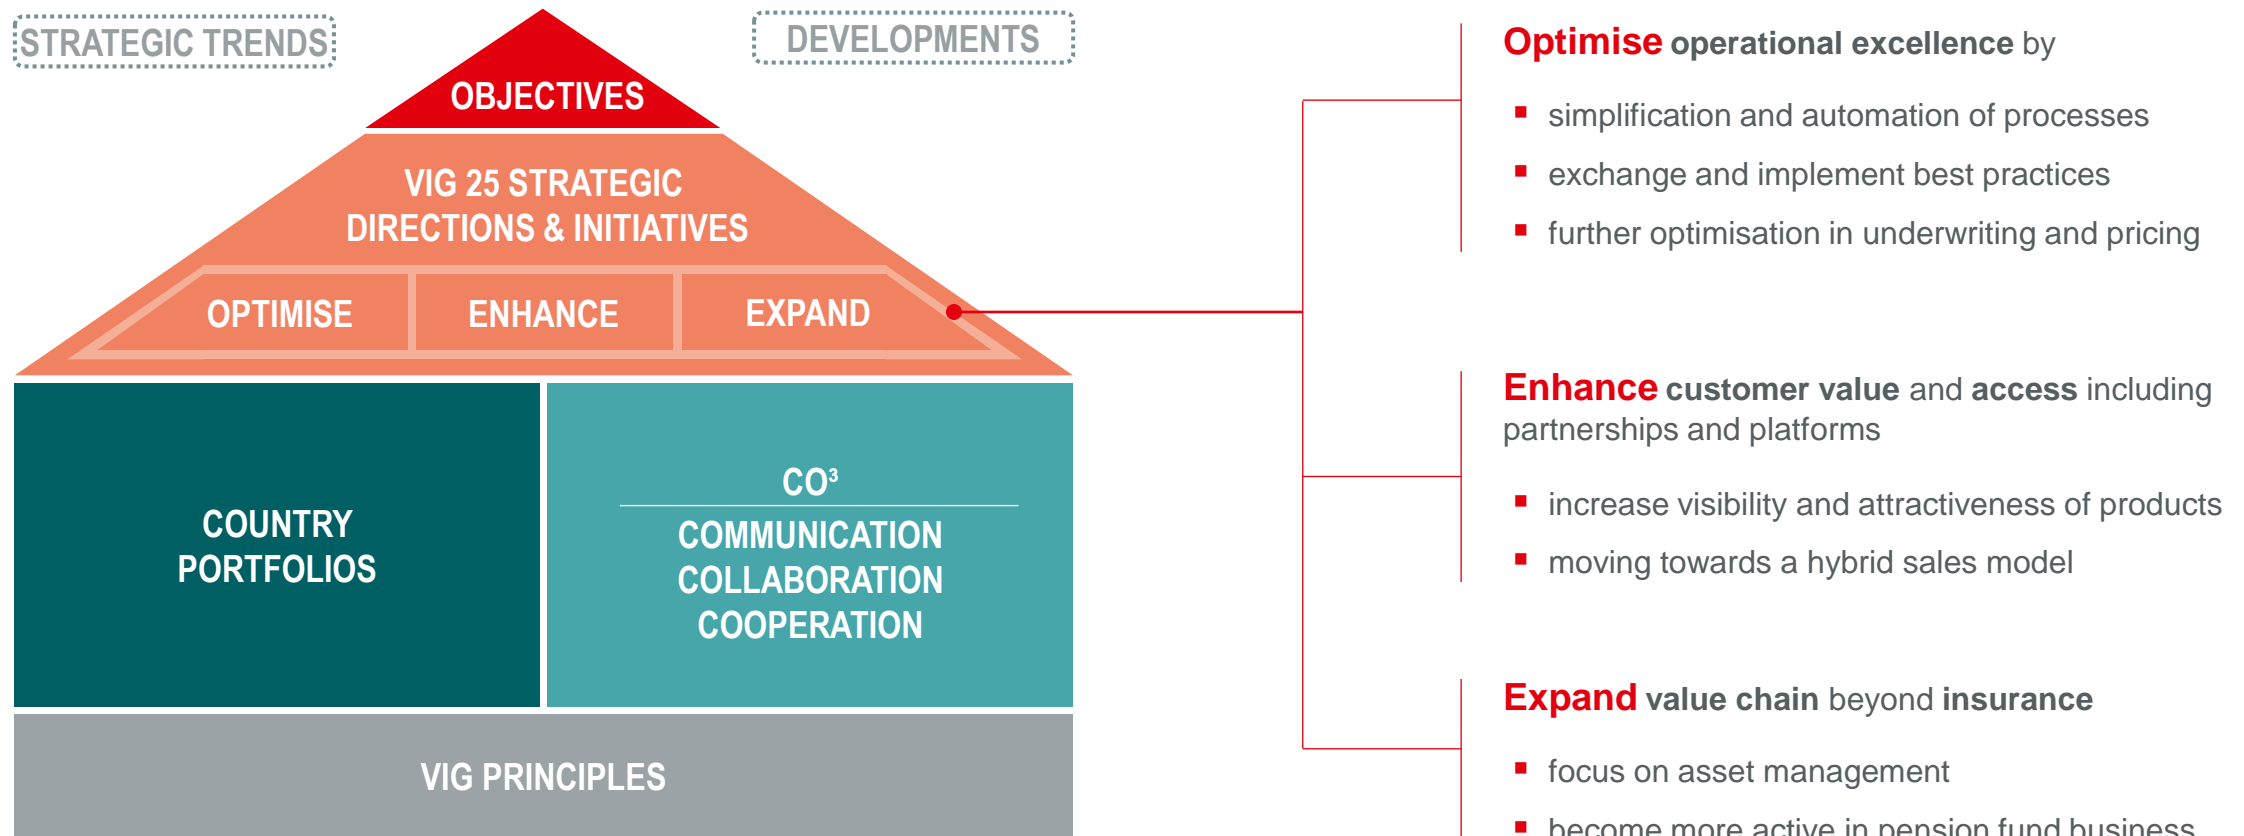 STRATEGIC TRENDS
DEVELOPMENTS
OBJECTIVES
VIG 25 STRATEGIC
DIRECTIONS & INITIATIVES
OPTIMISE
ENHANCE
EXPAND
COUNTRY
PORTFOLIOS
CO³
COMMUNICATION
COLLABORATION
COOPERATION
VIG PRINCIPLES
Optimise operational excellence by
▪ simplification and automation of processes
▪ exchange and implement best practices
▪ further optimisation in underwriting and pricing
Enhance customer value and access including
partnerships and platforms
▪ increase visibility and attractiveness of products
▪ moving towards a hybrid sales model
Expand value chain beyond insurance
▪ focus on asset management
▪ become more active in pension fund business